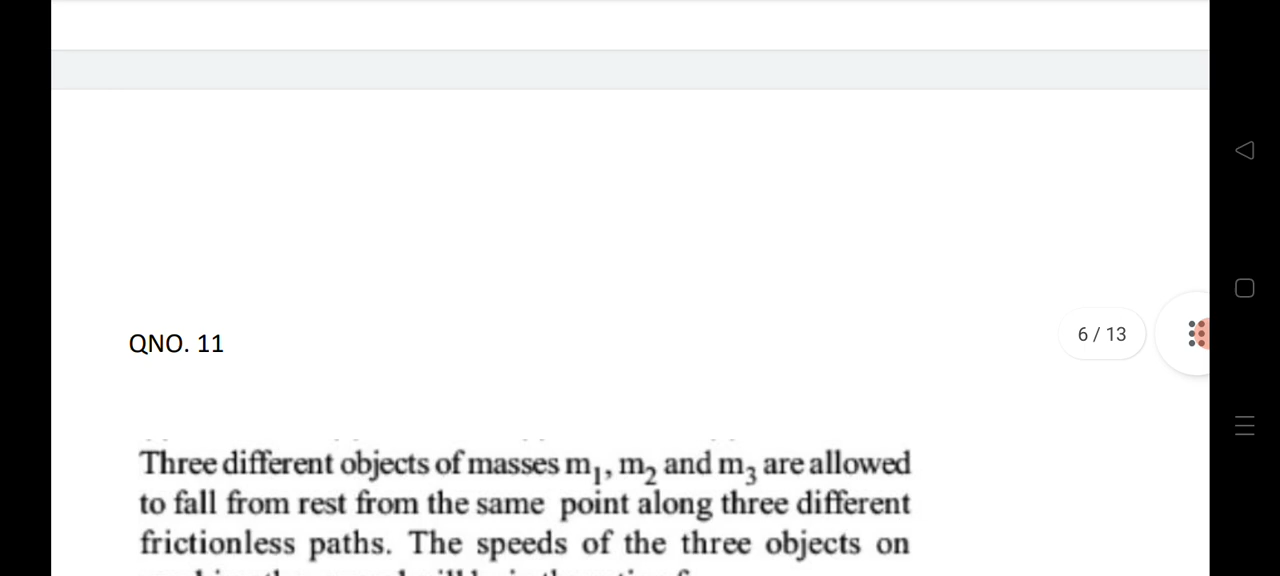 6 / 13
QNO. 11
Three different objects of masses m₁, m₂ and m₃ are allowed
to fall from rest from the same point along three different
frictionless paths. The speeds of the three objects on